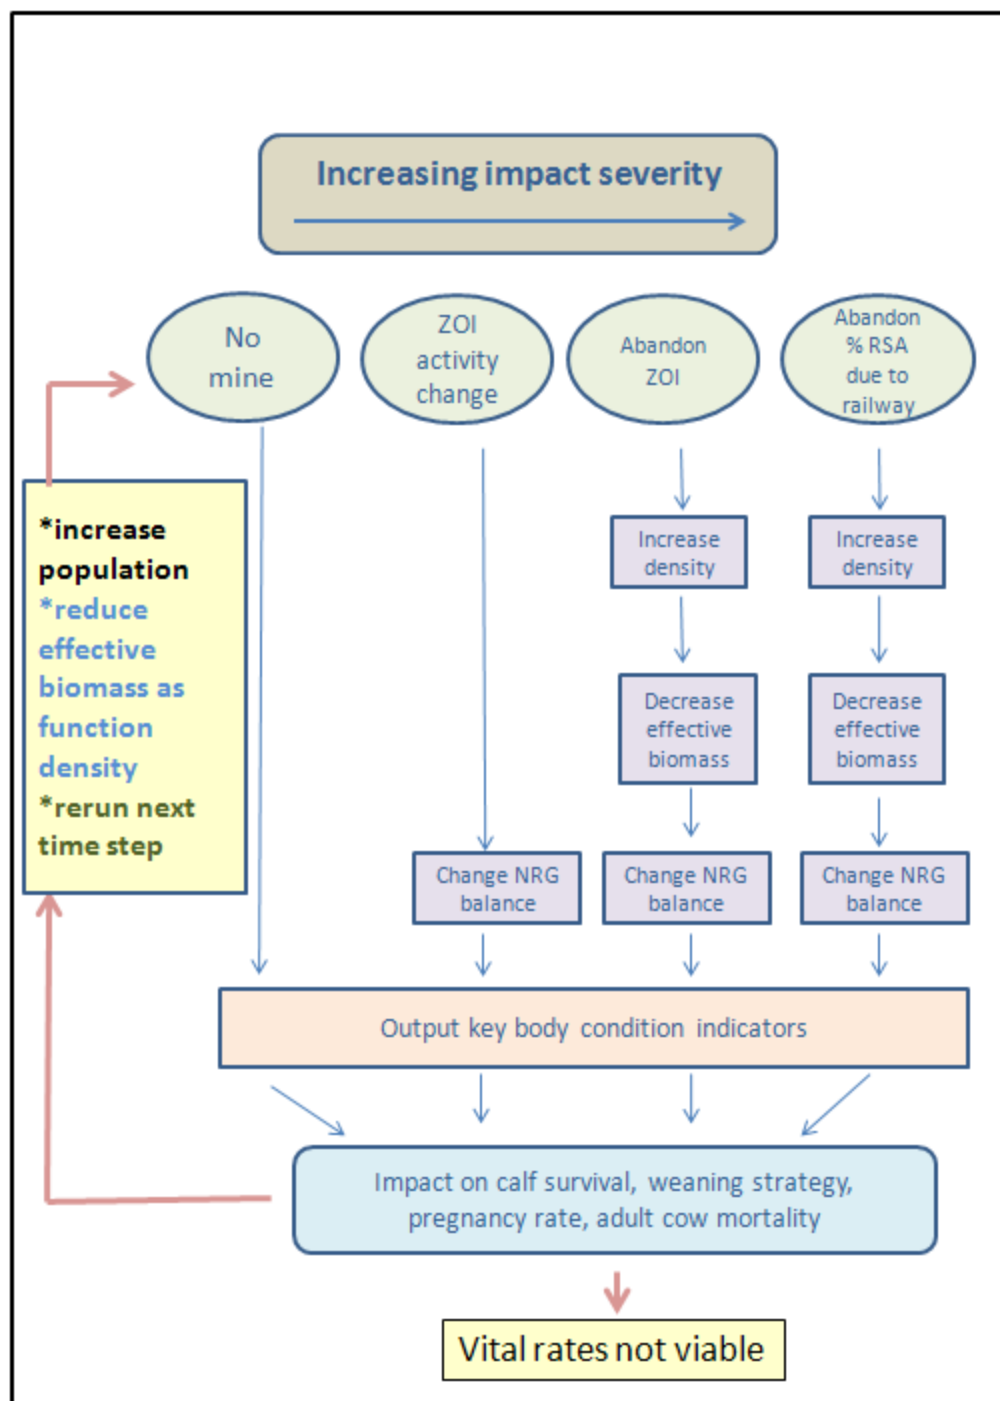 Increasing impact severity
No
mine
ZOI
activity
change
Abandon
ZOI
Abandon
% RSA
due to
railway
*increase
population
*reduce
effective
biomass as
function
density
*rerun next
time step
Increase
density
Increase
density
Decrease
effective
biomass
Decrease
effective
biomass
Change NRG
balance
Change NRG
balance
Change NRG
balance
Output key body condition indicators
Impact on calf survival, weaning strategy,
pregnancy rate, adult cow mortality
Vital rates not viable